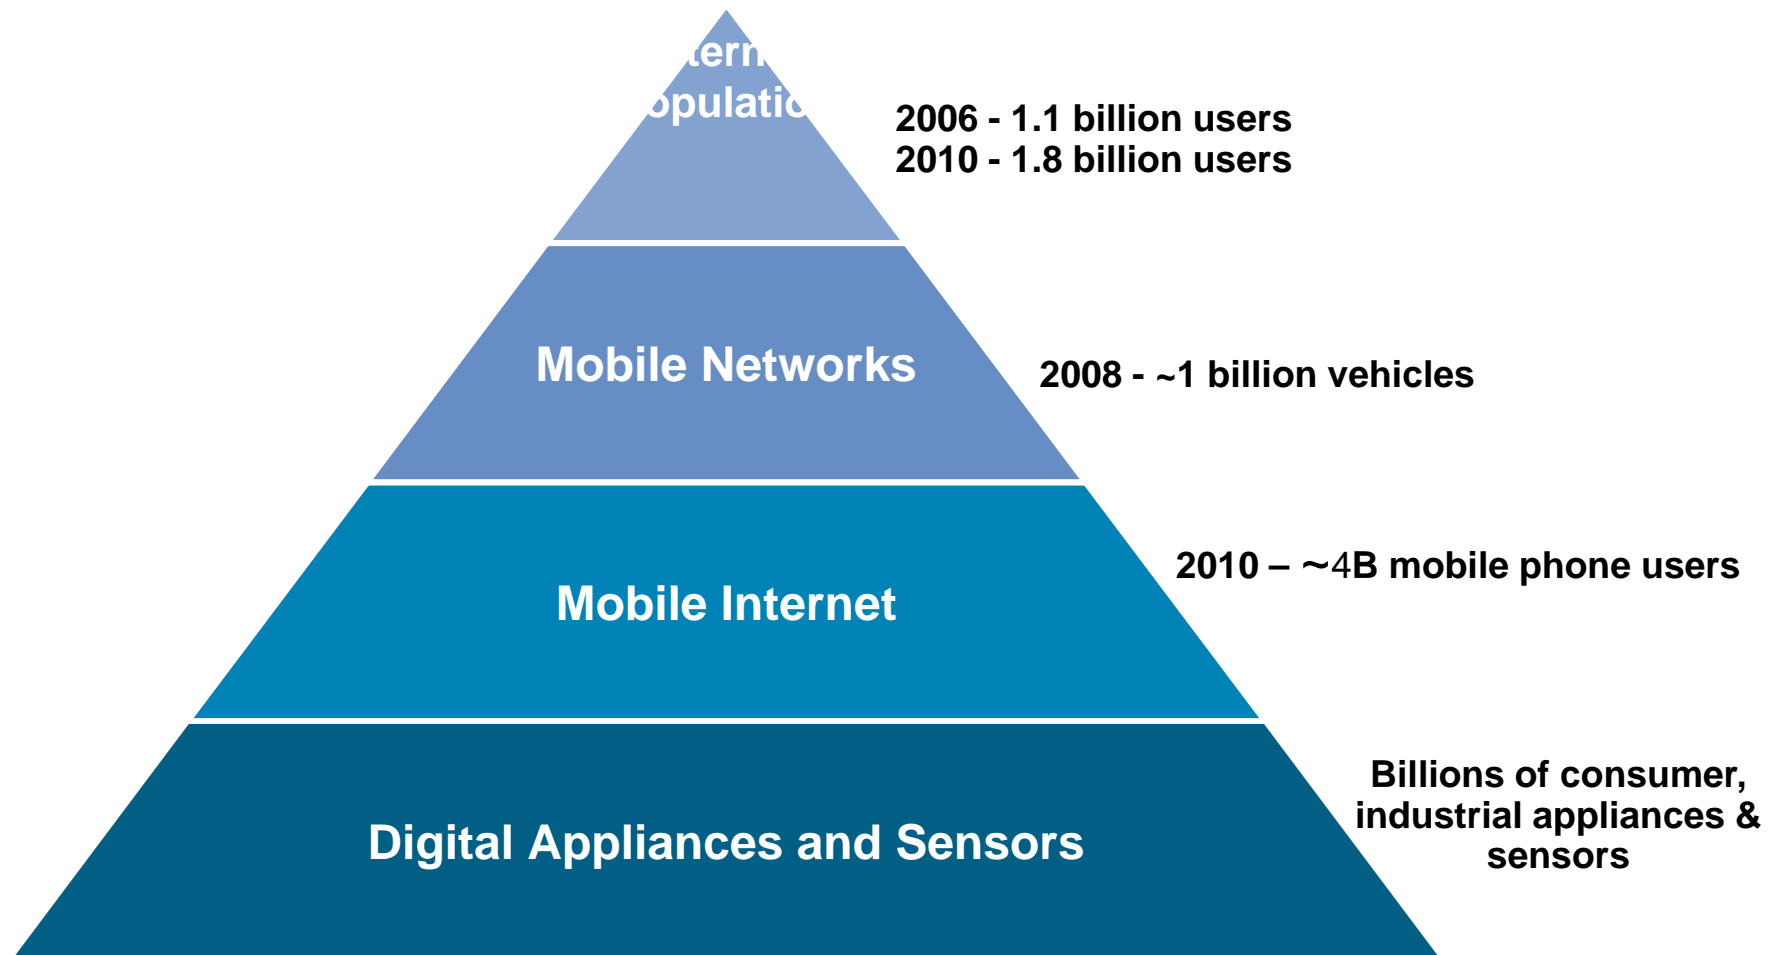 2006 - 1.1 billion users
2010 - 1.8 billion users
Mobile Networks
2008 - ~1 billion vehicles
2010 – ~4B mobile phone users
Mobile Internet
Billions of consumer,
industrial appliances &
sensors
Digital Appliances and Sensors